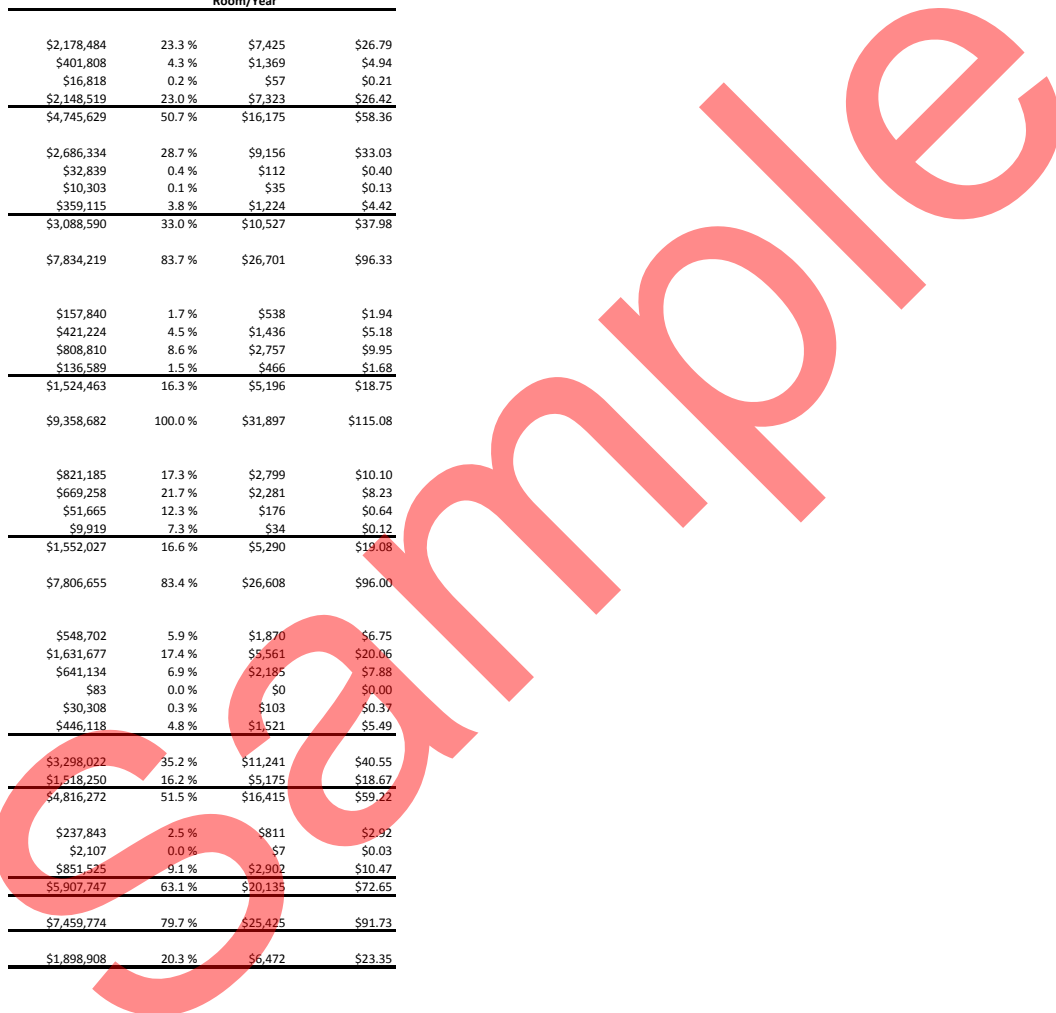 Room/Year
$2,178,484 23.3 % $7,425 $26.79
$401,808 4.3 % $1,369 $4.94
$16,818 0.2 % $57 $0.21
$2,148,519 23.0 % $7,323 $26.42
$4,745,629 50.7 % $16,175 $58.36
$2,686,334 28.7 % $9,156 $33.03
$32,839 0.4 % $112 $0.40
$10,303 0.1 % $35 $0.13
$359,115 3.8 % $1,224 $4.42
$3,088,590 33.0 % $10,527 $37.98
$7,834,219 83.7 % $26,701 $96.33
$157,840 1.7 % $538 $1.94
$421,224 4.5 % $1,436 $5.18
$808,810 8.6 % $2,757 $9.95
$136,589 1.5 % $466 $1.68
$1,524,463 16.3 % $5,196 $18.75
$9,358,682 100.0 % $31,897 $115.08
$821,185 17.3 % $2,799 $10.10
$669,258 21.7 % $2,281 $8.23
$51,665 12.3 % $176 $0.64
$9,919 7.3 % $34 $0.12
$1,552,027 16.6 % $5,290 $19.08
$7,806,655 83.4 % $26,608 $96.00
$548,702 5.9 % $1,870 $6.75
$1,631,677 17.4 % $5,561 $20.06
$641,134 6.9 % $2,185 $7.88
$83 0.0 % $0 $0.00
$30,308 0.3 % $103 $0.37
$446,118 4.8 % $1,521 $5.49
$3,298,022 35.2 % $11,241 $40.55
$1,518,250 16.2 % $5,175 $18.67
$4,816,272 51.5 % $16,415 $59.22
$237,843 2.5 % $811 $2.92
$2,107 0.0 % $7 $0.03
$851,525 9.1 % $2,902 $10.47
$5,907,747 63.1 % $20,135 $72.65
$7,459,774 79.7 % $25,425 $91.73
$1,898,908 20.3 % $6,472 $23.35
Sample